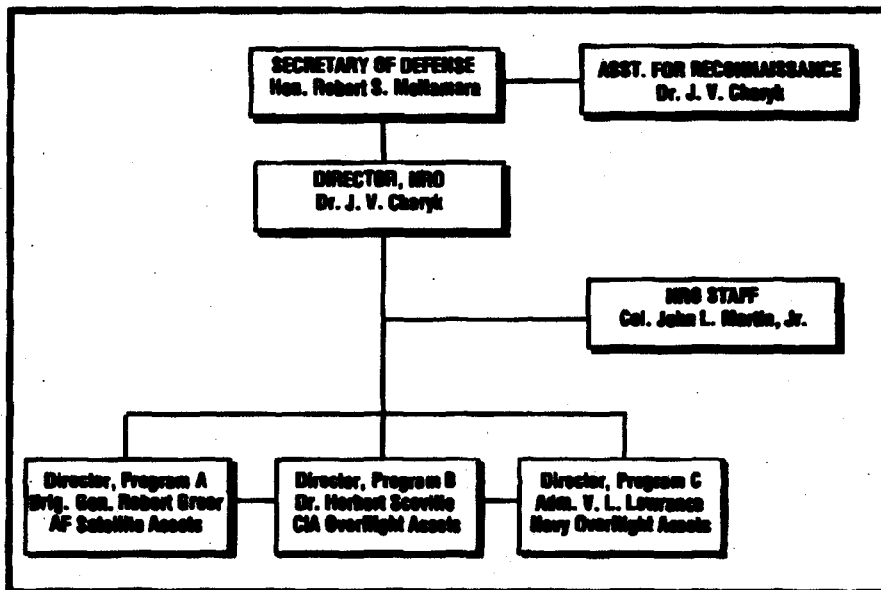 SECRETARY OF DEFENSE
Hon. Robert S. McNamara
ASST. FOR RECONNAISSANCE
Dr. J. V. Charyk
DIRECTOR, NRO
Dr. J. V. Charyk
NRO STAFF
Col. John L. Martin, Jr.
Director, Program A
Brig. Gen. Robert Greer
AF Satellite Assets
Director, Program B
Dr. Herbert Scoville
CIA Overflight Assets
Director, Program C
Adm. V. L. Lowrance
Navy Overflight Assets